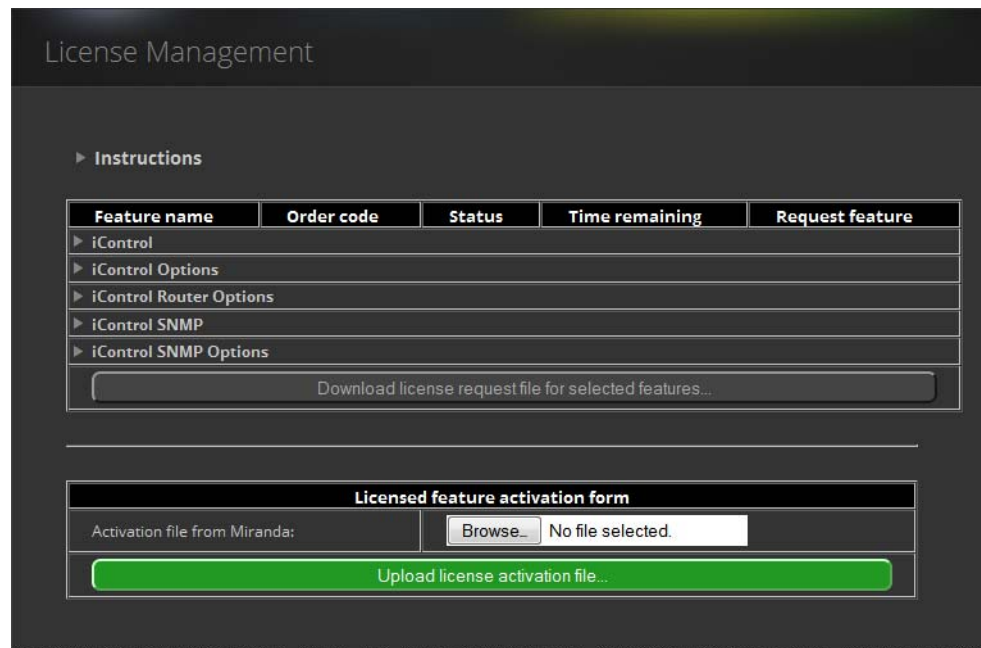 License Management
Instructions
Feature name Order code Status Time remaining Request feature
iControl
iControl Options
iControl Router Options
iControl SNMP
iControl SNMP Options
Download license request file for selected features...
Licensed feature activation form
Activation file from Miranda: Browse... No file selected.
Upload license activation file...